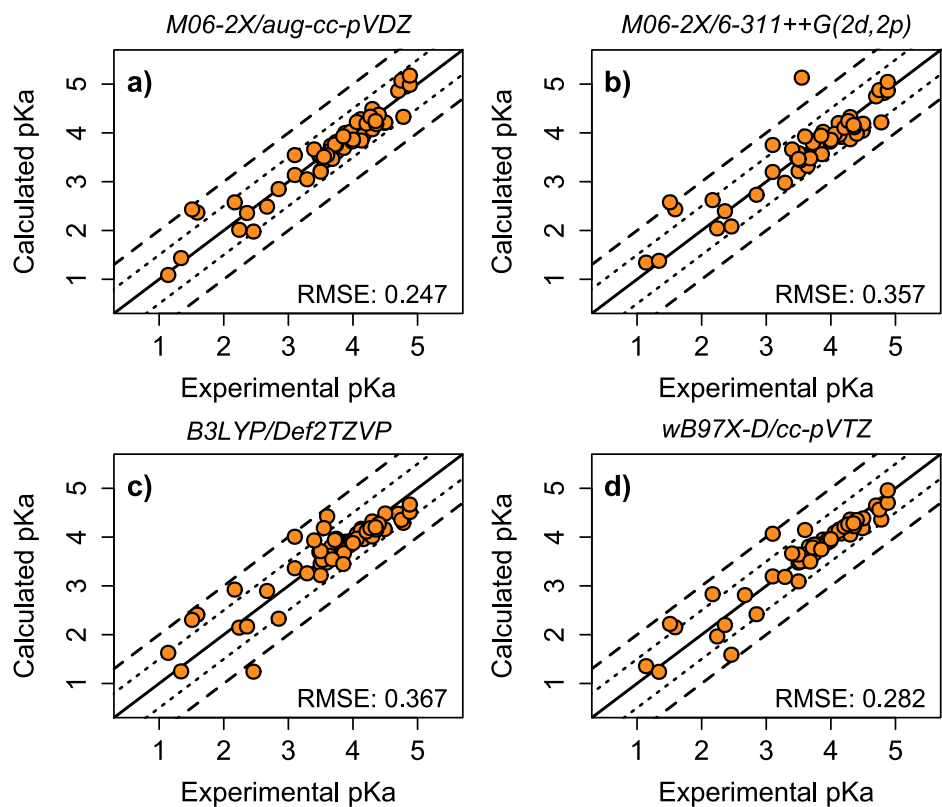 M06-2X/aug-cc-pVDZ
a)
Calculated pKa
5
4
3
2
1
RMSE: 0.247
1 2 3 4 5
Experimental pKa
M06-2X/6-311++G(2d,2p)
b)
Calculated pKa
5
4
3
2
1
RMSE: 0.357
1 2 3 4 5
Experimental pKa
B3LYP/Def2TZVP
c)
Calculated pKa
5
4
3
2
1
RMSE: 0.367
1 2 3 4 5
Experimental pKa
wB97X-D/cc-pVTZ
d)
Calculated pKa
5
4
3
2
1
RMSE: 0.282
1 2 3 4 5
Experimental pKa